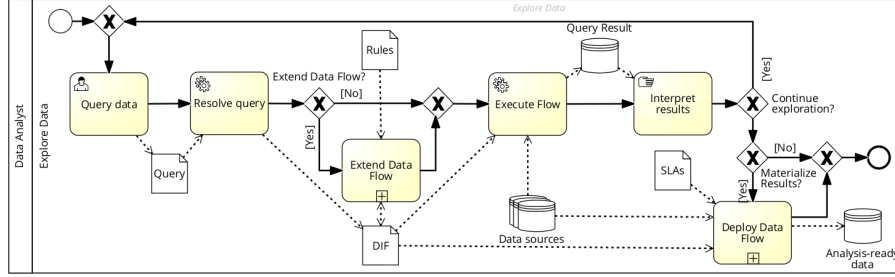 Explore Data
Data Analyst
Explore Data
Query data
Query
Resolve query
Extend Data Flow?
[No]
[Yes]
Rules
Extend Data
Flow
DIF
Execute Flow
Data sources
Query Result
Interpret
results
[Yes]
Continue
exploration?
[No]
Materialize
Results?
[Yes]
SLAs
Deploy Data
Flow
Analysis-ready
data